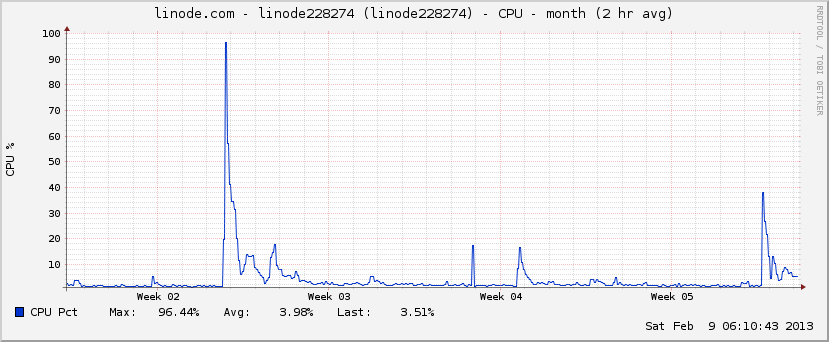 linode.com - linode228274 (linode228274) - CPU - month (2 hr avg)
RRDTOOL / TOBI OETIKER
CPU %
100
90
80
70
60
50
40
30
20
10
Week 02 Week 03 Week 04 Week 05
CPU Pct Max: 96.44% Avg: 3.98% Last: 3.51%
Sat Feb 9 06:10:43 2013